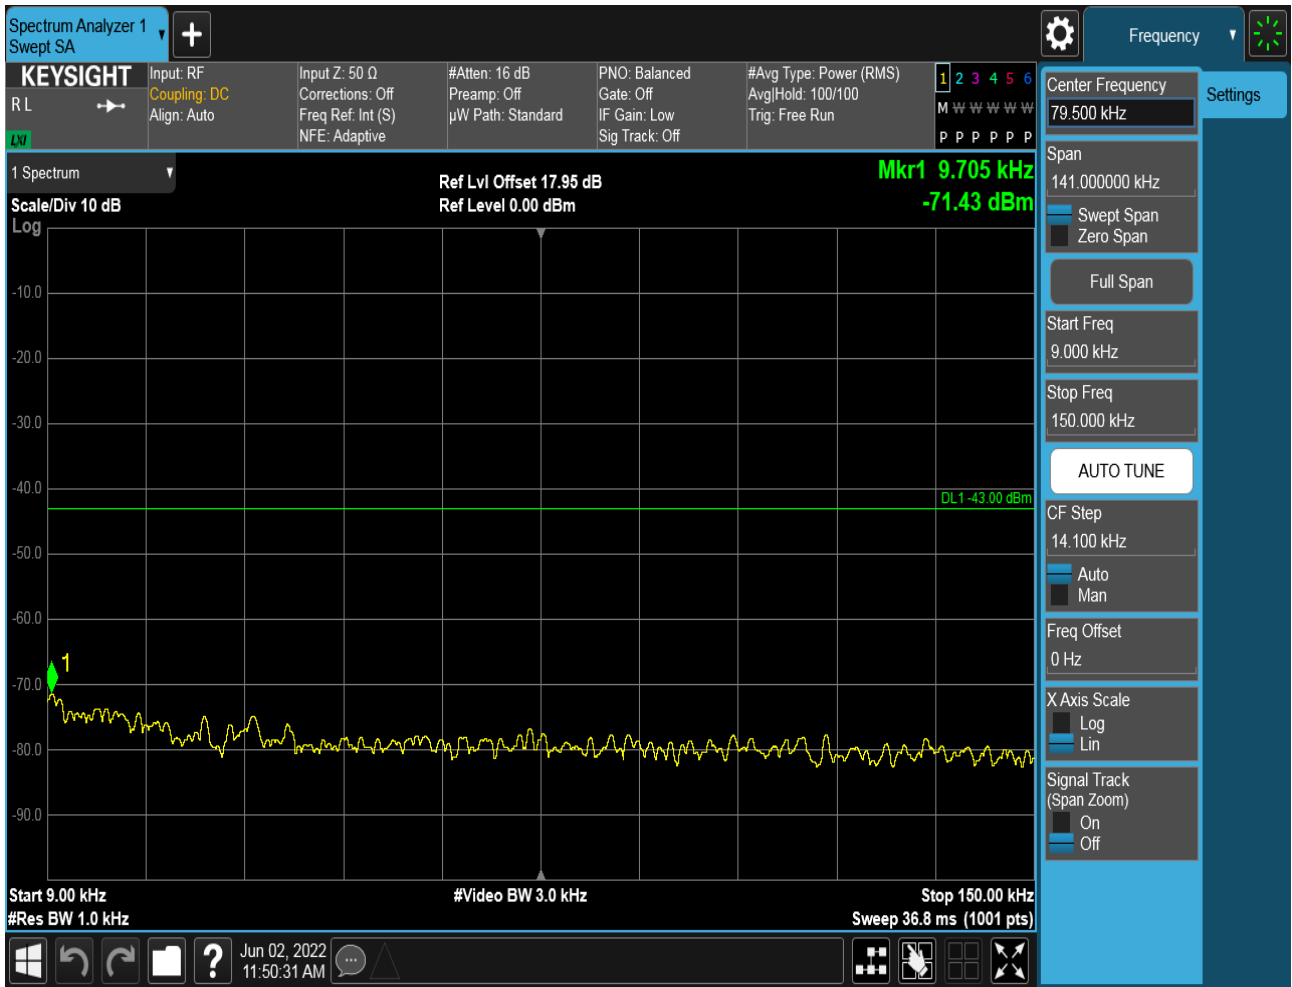 Spectrum Analyzer 1
Swept SA
Frequency
KEYSIGHT
R L
LXI
Input: RF
Coupling: DC
Align: Auto
Input Z: 50 Ω
Corrections: Off
Freq Ref: Int (S)
NFE: Adaptive
#Atten: 16 dB
Preamp: Off
µW Path: Standard
PNO: Balanced
Gate: Off
IF Gain: Low
Sig Track: Off
#Avg Type: Power (RMS)
Avg|Hold: 100/100
Trig: Free Run
1 2 3 4 5 6
M W W W W W
P P P P P P
1 Spectrum
Scale/Div 10 dB
Log
Ref Lvl Offset 17.95 dB
Ref Level 0.00 dBm
Mkr1 9.705 kHz
-71.43 dBm
-10.0
-20.0
-30.0
-40.0
DL1 -43.00 dBm
-50.0
-60.0
1
-70.0
-80.0
-90.0
Start 9.00 kHz
#Res BW 1.0 kHz
#Video BW 3.0 kHz
Stop 150.00 kHz
Sweep 36.8 ms (1001 pts)
Center Frequency
79.500 kHz
Settings
Span
141.000000 kHz
Swept Span
Zero Span
Full Span
Start Freq
9.000 kHz
Stop Freq
150.000 kHz
AUTO TUNE
CF Step
14.100 kHz
Auto
Man
Freq Offset
0 Hz
X Axis Scale
Log
Lin
Signal Track
(Span Zoom)
On
Off
?
Jun 02, 2022
11:50:31 AM